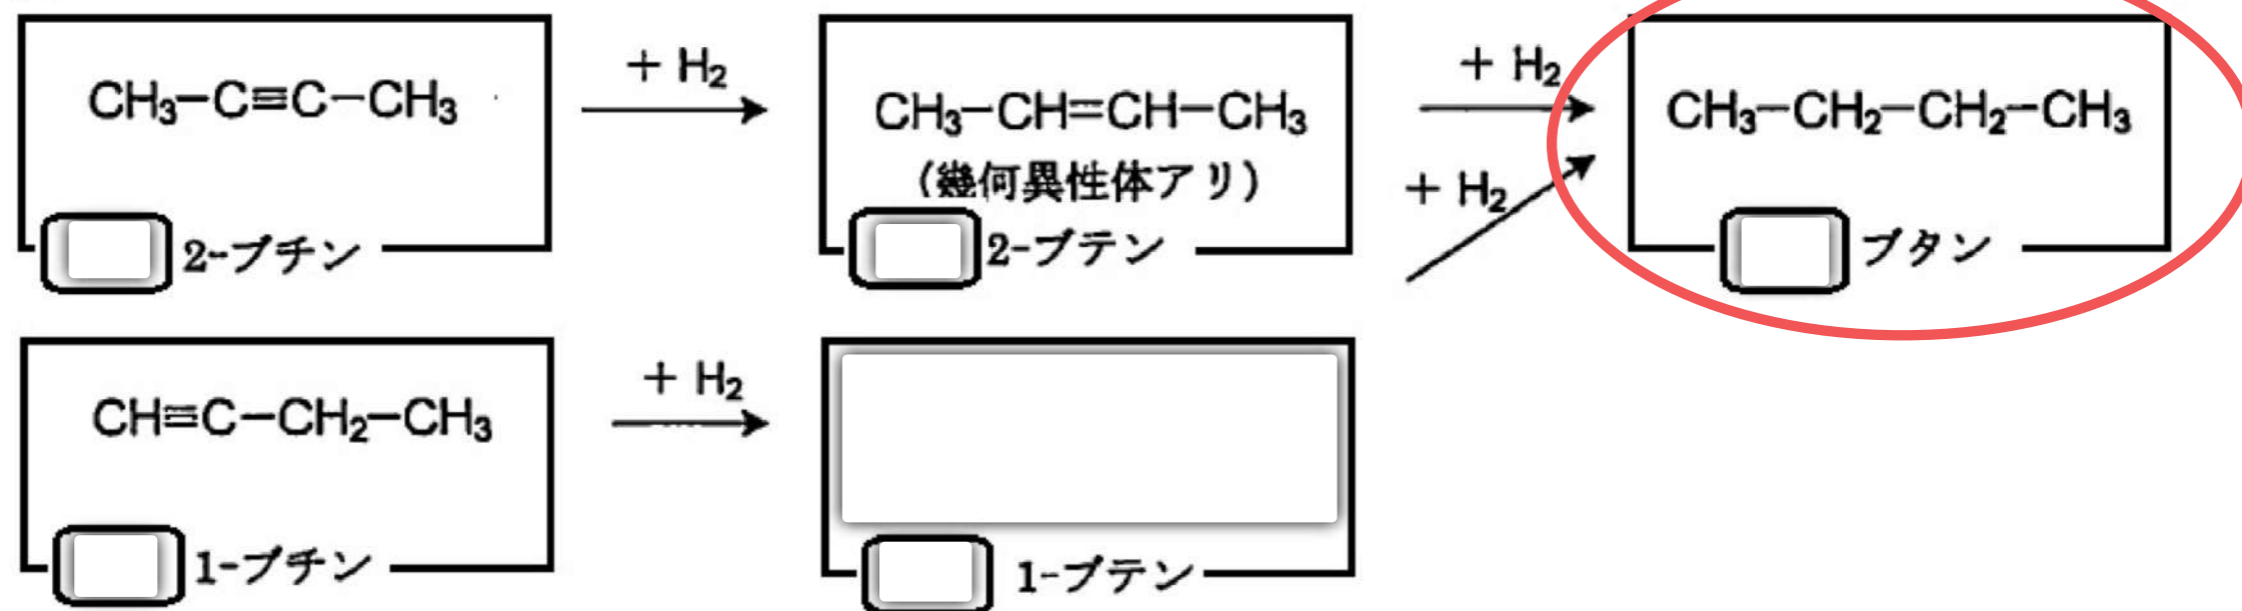 CH₃−C≡C−CH₃
+ H₂
CH₃−CH=CH−CH₃
(幾何異性体アリ)
+ H₂
+ H₂
CH₃−CH₂−CH₂−CH₃
2-ブチン
2-ブテン
ブタン
CH≡C−CH₂−CH₃
+ H₂
1-ブチン
1-ブテン